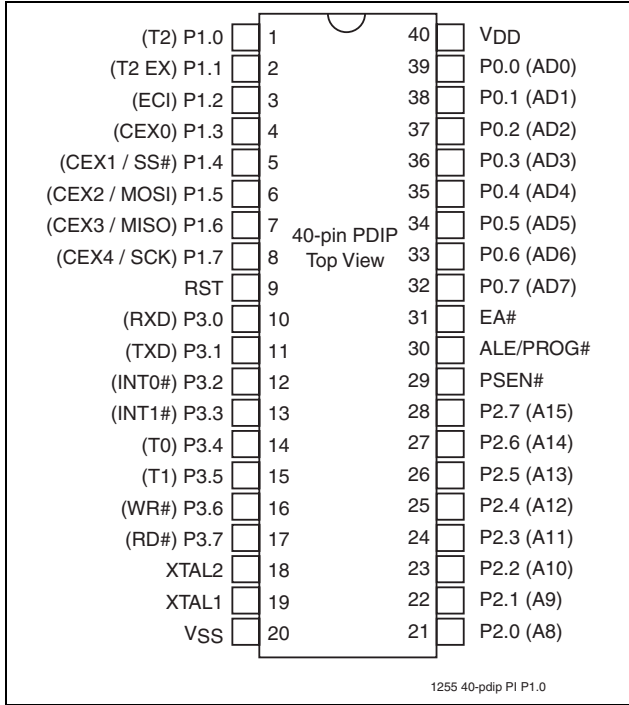 (T2) P1.0 1 40 VDD
(T2 EX) P1.1 2 39 P0.0 (AD0)
(ECI) P1.2 3 38 P0.1 (AD1)
(CEX0) P1.3 4 37 P0.2 (AD2)
(CEX1 / SS#) P1.4 5 36 P0.3 (AD3)
(CEX2 / MOSI) P1.5 6 35 P0.4 (AD4)
(CEX3 / MISO) P1.6 7 34 P0.5 (AD5)
40-pin PDIP
(CEX4 / SCK) P1.7 8 Top View 33 P0.6 (AD6)
RST 9 32 P0.7 (AD7)
(RXD) P3.0 10 31 EA#
(TXD) P3.1 11 30 ALE/PROG#
(INT0#) P3.2 12 29 PSEN#
(INT1#) P3.3 13 28 P2.7 (A15)
(T0) P3.4 14 27 P2.6 (A14)
(T1) P3.5 15 26 P2.5 (A13)
(WR#) P3.6 16 25 P2.4 (A12)
(RD#) P3.7 17 24 P2.3 (A11)
XTAL2 18 23 P2.2 (A10)
XTAL1 19 22 P2.1 (A9)
VSS 20 21 P2.0 (A8)
1255 40-pdip PI P1.0